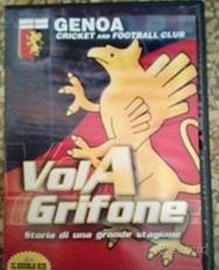 GENOA
CRICKET AND FOOTBALL CLUB
VolA
Grifone
Storia di una grande stagione